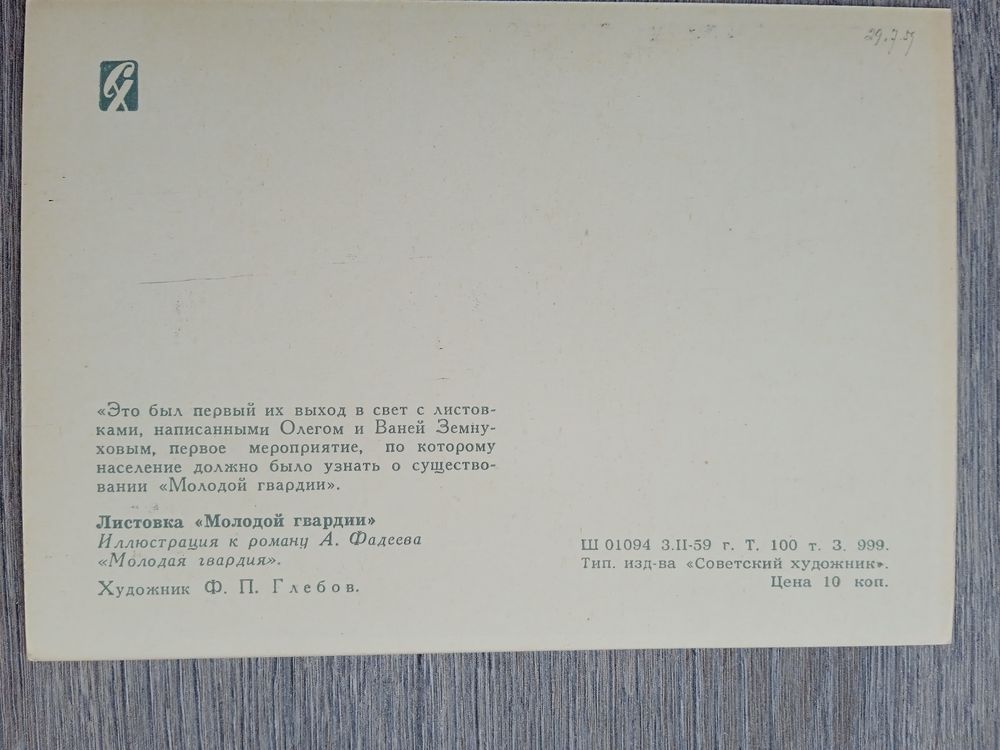 29.7.59
СХ
«Это был первый их выход в свет с листов-
ками, написанными Олегом и Ваней Земну-
ховым, первое мероприятие, по которому
население должно было узнать о существо-
вании «Молодой гвардии».
Листовка «Молодой гвардии»
Иллюстрация к роману А. Фадеева
«Молодая гвардия».
Художник Ф. П. Глебов.
Ш 01094 3.II-59 г. Т. 100 т. З. 999.
Тип. изд-ва «Советский художник».
Цена 10 коп.